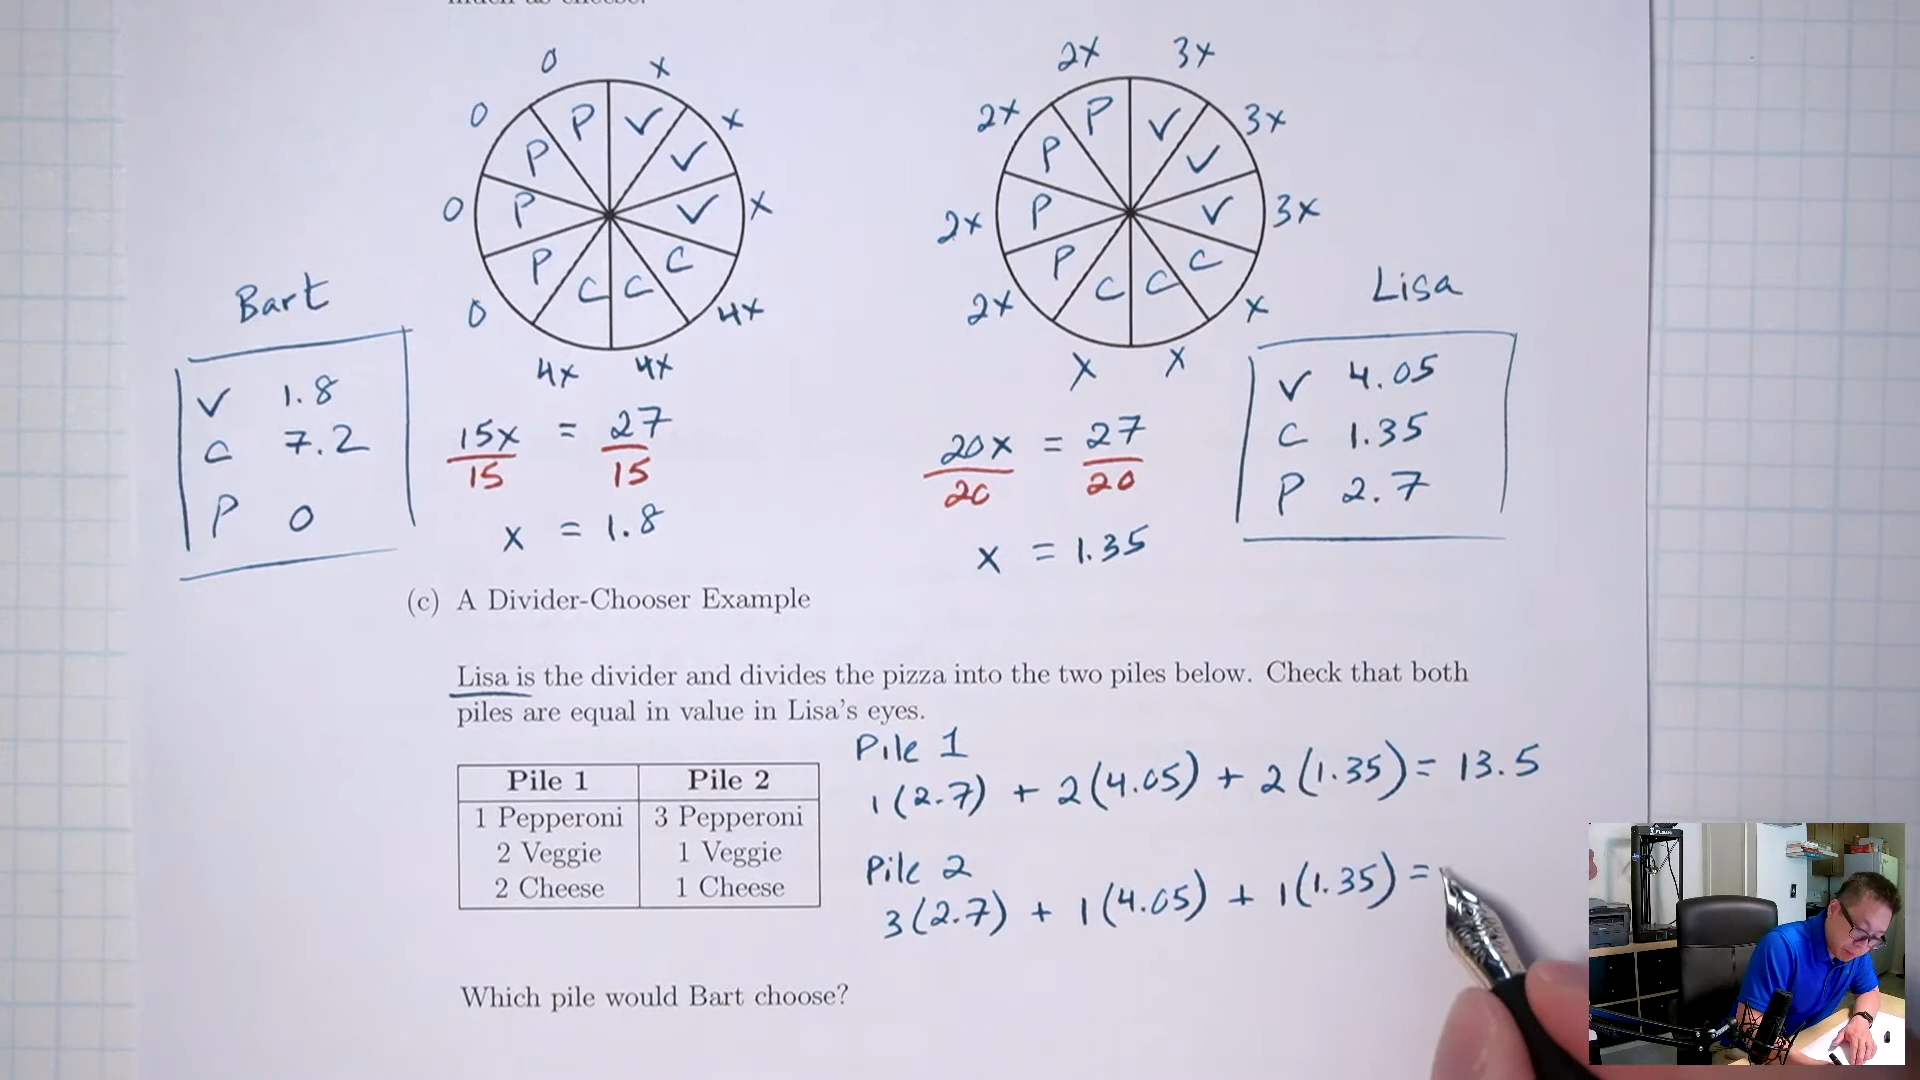 much as cheese.
0 x
0 x
P V
P V
0 P V x
P C C C
0 4x
4x 4x
2x 3x
2x 3x
P V
P V
2x P V 3x
P C C C
2x x
x x
Bart
V 1.8
C 7.2
P 0
15x = 27
15 15
x = 1.8
20x = 27
20 20
x = 1.35
Lisa
V 4.05
C 1.35
P 2.7
(c) A Divider-Chooser Example
Lisa is the divider and divides the pizza into the two piles below. Check that both
piles are equal in value in Lisa's eyes.
Pile 1 Pile 2
1 Pepperoni 3 Pepperoni
2 Veggie 1 Veggie
2 Cheese 1 Cheese
Pile 1
1(2.7) + 2(4.05) + 2(1.35) = 13.5
Pile 2
3(2.7) + 1(4.05) + 1(1.35) =
Which pile would Bart choose?